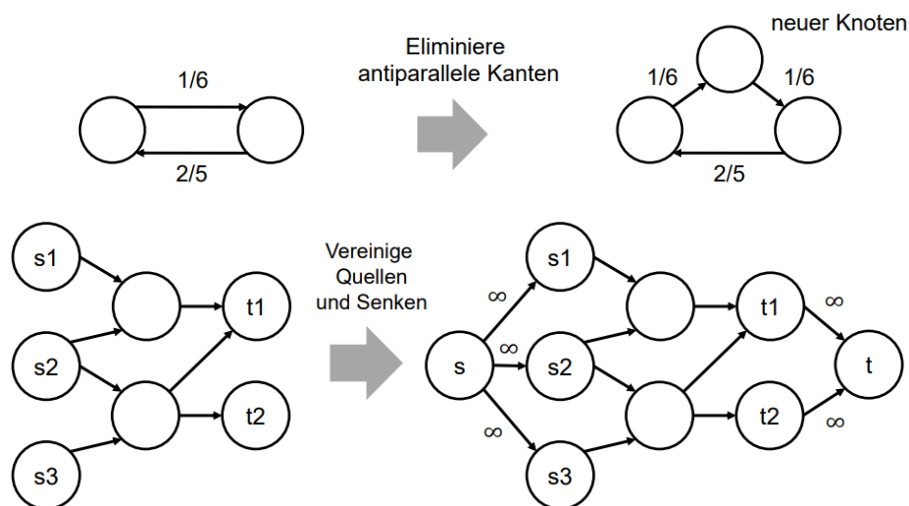 neuer Knoten
Eliminiere
antiparallele Kanten
1/6
2/5
1/6
1/6
2/5
s1
s2
s3
t1
t2
Vereinige
Quellen
und Senken
s
∞
∞
∞
s1
s2
s3
t1
t2
∞
∞
t